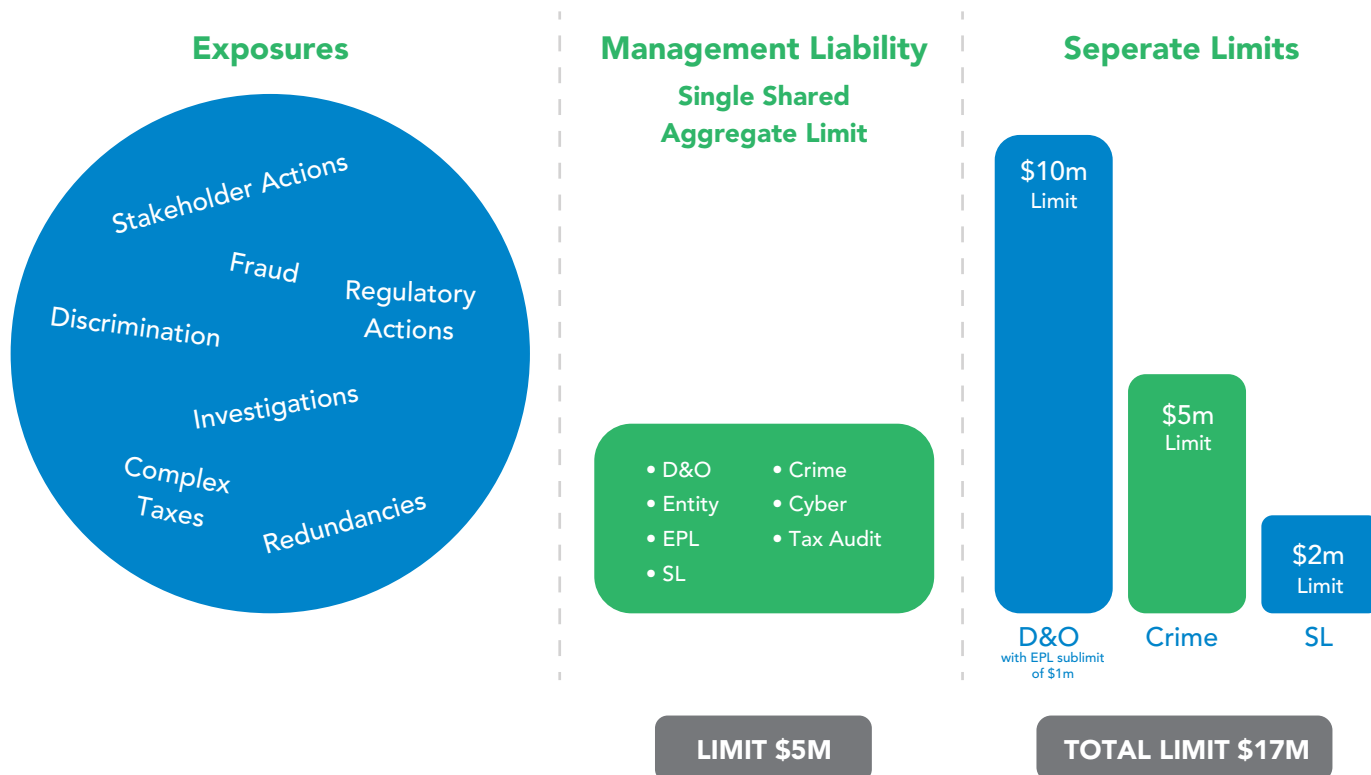 Exposures
Stakeholder Actions
Fraud
Regulatory
Actions
Discrimination
Investigations
Complex
Taxes
Redundancies
Management Liability
Single Shared
Aggregate Limit
• D&O
• Entity
• EPL
• SL
• Crime
• Cyber
• Tax Audit
LIMIT $5M
Seperate Limits
$10m
Limit
$5m
Limit
$2m
Limit
D&O
with EPL sublimit
of $1m
Crime
SL
TOTAL LIMIT $17M